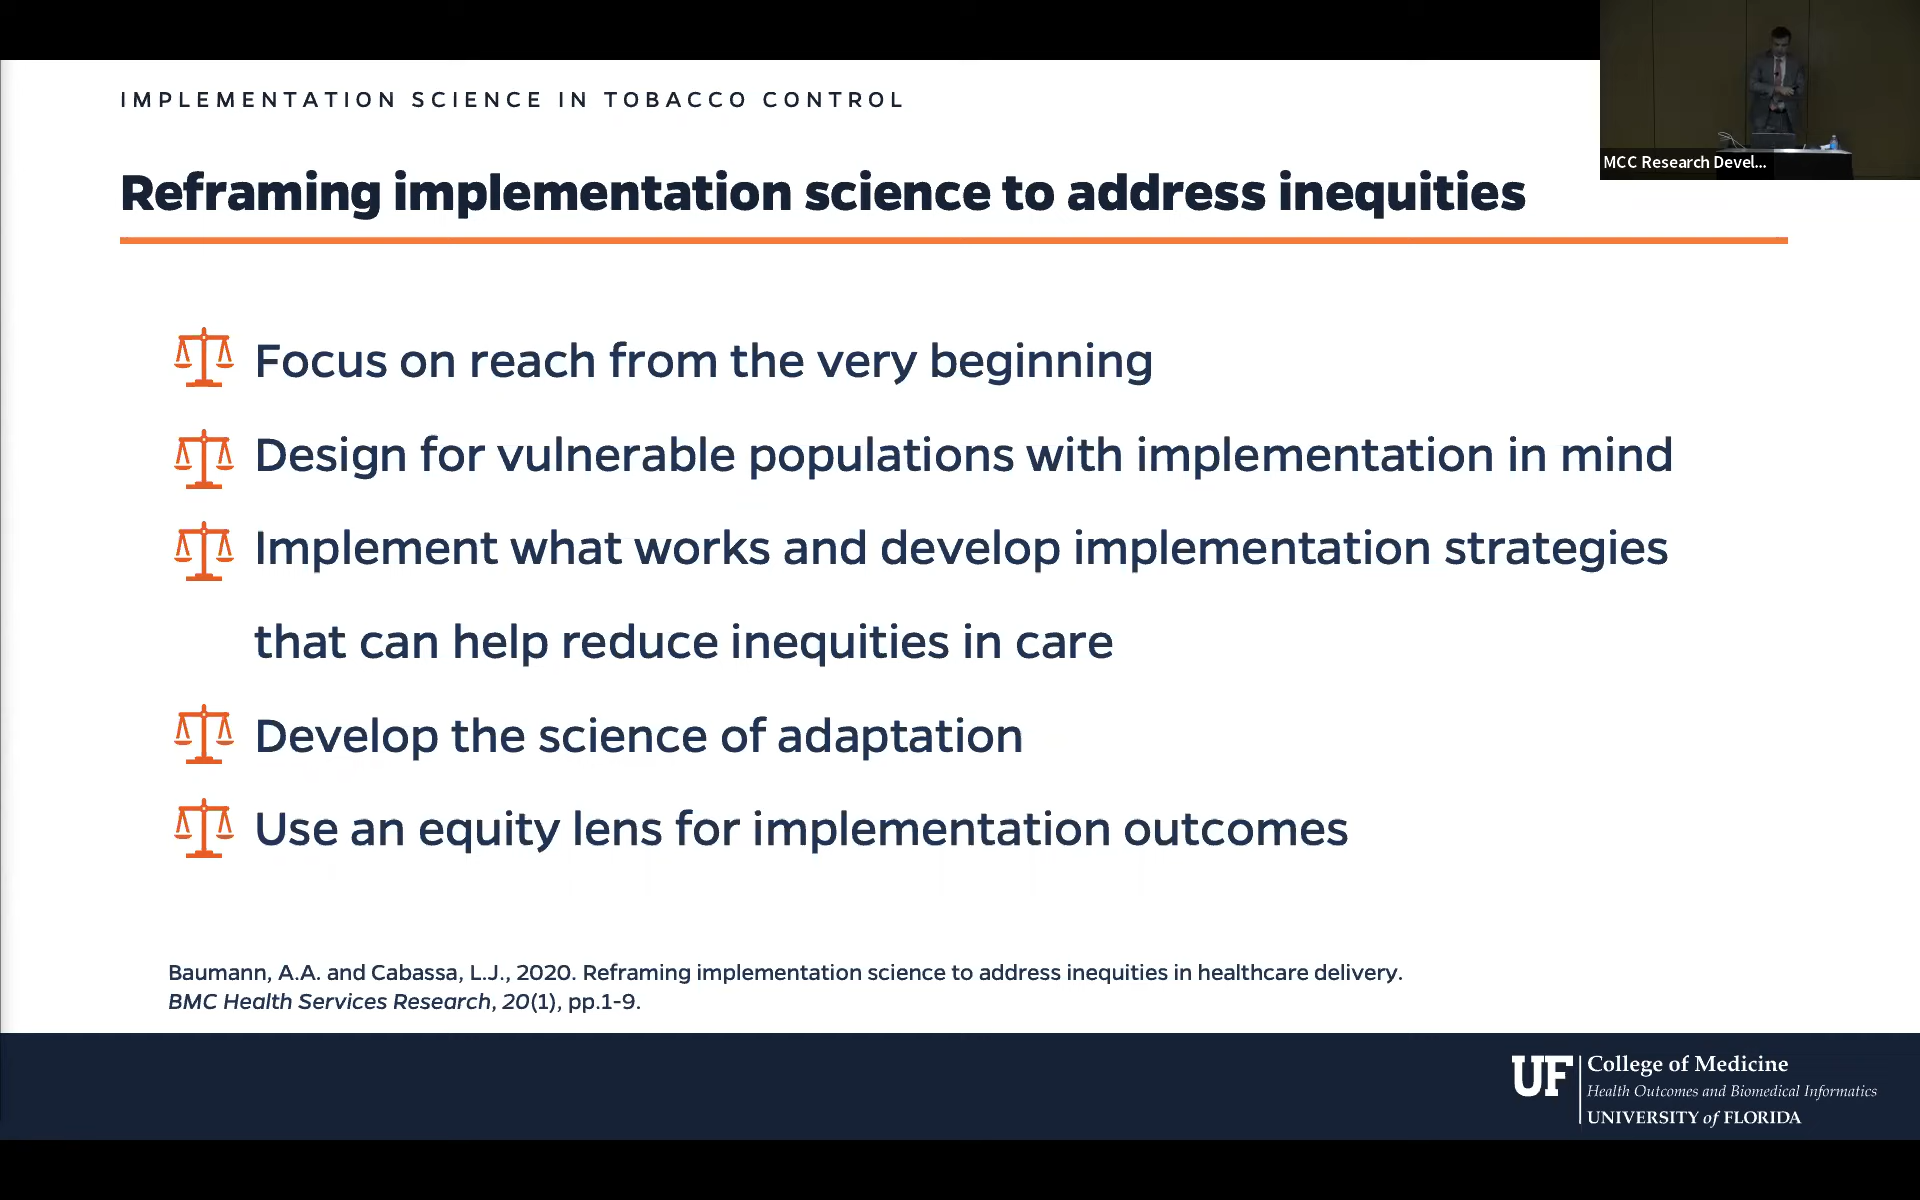 IMPLEMENTATION SCIENCE IN TOBACCO CONTROL
MCC Research Devel...
Reframing implementation science to address inequities
Focus on reach from the very beginning
Design for vulnerable populations with implementation in mind
Implement what works and develop implementation strategies
that can help reduce inequities in care
Develop the science of adaptation
Use an equity lens for implementation outcomes
Baumann, A.A. and Cabassa, L.J., 2020. Reframing implementation science to address inequities in healthcare delivery.
BMC Health Services Research, 20(1), pp.1-9.
UF
College of Medicine
Health Outcomes and Biomedical Informatics
UNIVERSITY of FLORIDA